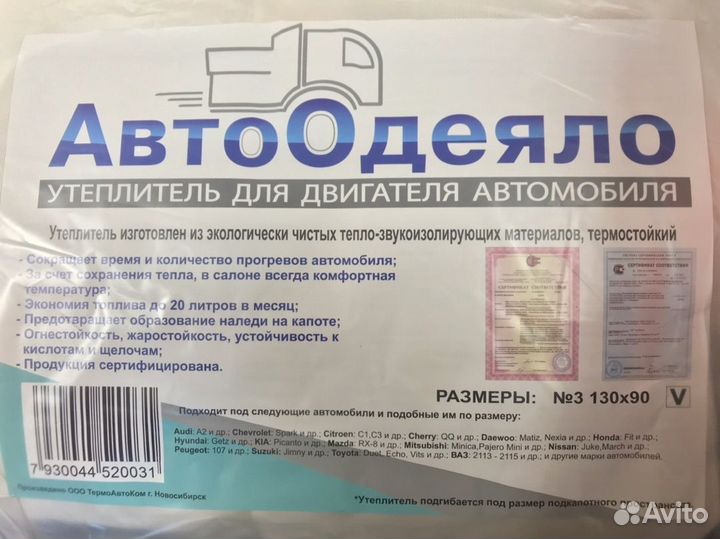 АвтоОдеяло
УТЕПЛИТЕЛЬ ДЛЯ ДВИГАТЕЛЯ АВТОМОБИЛЯ
Утеплитель изготовлен из экологически чистых тепло-звукоизолирующих материалов, термостойкий
- Сокращает время и количество прогревов автомобиля;
- За счет сохранения тепла, в салоне всегда комфортная
температура;
- Экономия топлива до 20 литров в месяц;
- Предотвращает образование наледи на капоте;
- Огнестойкость, жаростойкость, устойчивость к
кислотам и щелочам;
- Продукция сертифицирована.
СЕРТИФИКАТ СООТВЕТСТВИЯ
СЕРТИФИКАТ СООТВЕТСТВИЯ
РАЗМЕРЫ: №3 130х90 V
Подходит под следующие автомобили и подобные им по размеру:
Audi: A2 и др.; Chevrolet: Spark и др.; Citroen: C1,C3 и др.; Cherry: QQ и др.; Daewoo: Matiz, Nexia и др.; Honda: Fit и др.;
Hyundai: Getz и др.; KIA: Picanto и др.; Mazda: RX-8 и др.; Mitsubishi: Minica,Pajero Mini и др.; Nissan: Juke,March и др.;
Peugeot: 107 и др.; Suzuki: Jimny и др.; Toyota: Duet, Echo, Vits и др.; ВАЗ: 2113 - 2115 и др.; и другие марки автомобилей.
7 930044 520031
Произведено ООО ТермоАвтоКом г. Новосибирск
*Утеплитель подгибается под размер подкапотного пространства
Avito